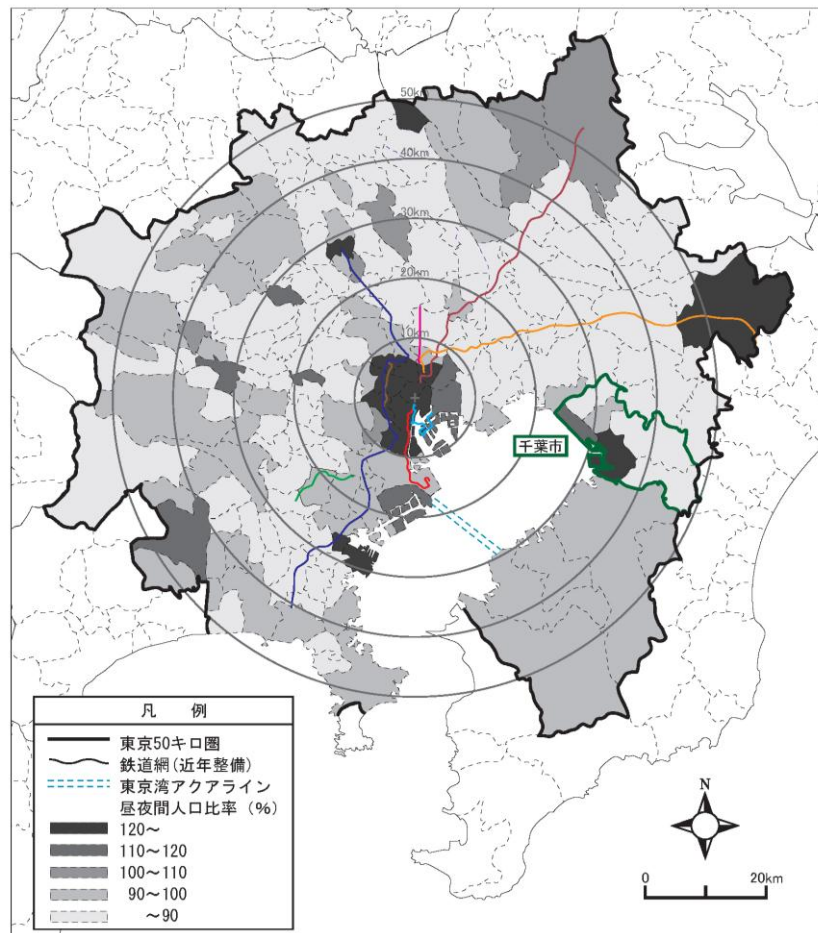 50km
40km
30km
20km
10km
千葉市
凡 例
東京50キロ圏
鉄道網(近年整備)
東京湾アクアライン
昼夜間人口比率 (%)
120〜
110〜120
100〜110
90〜100
〜90
N
0 20km